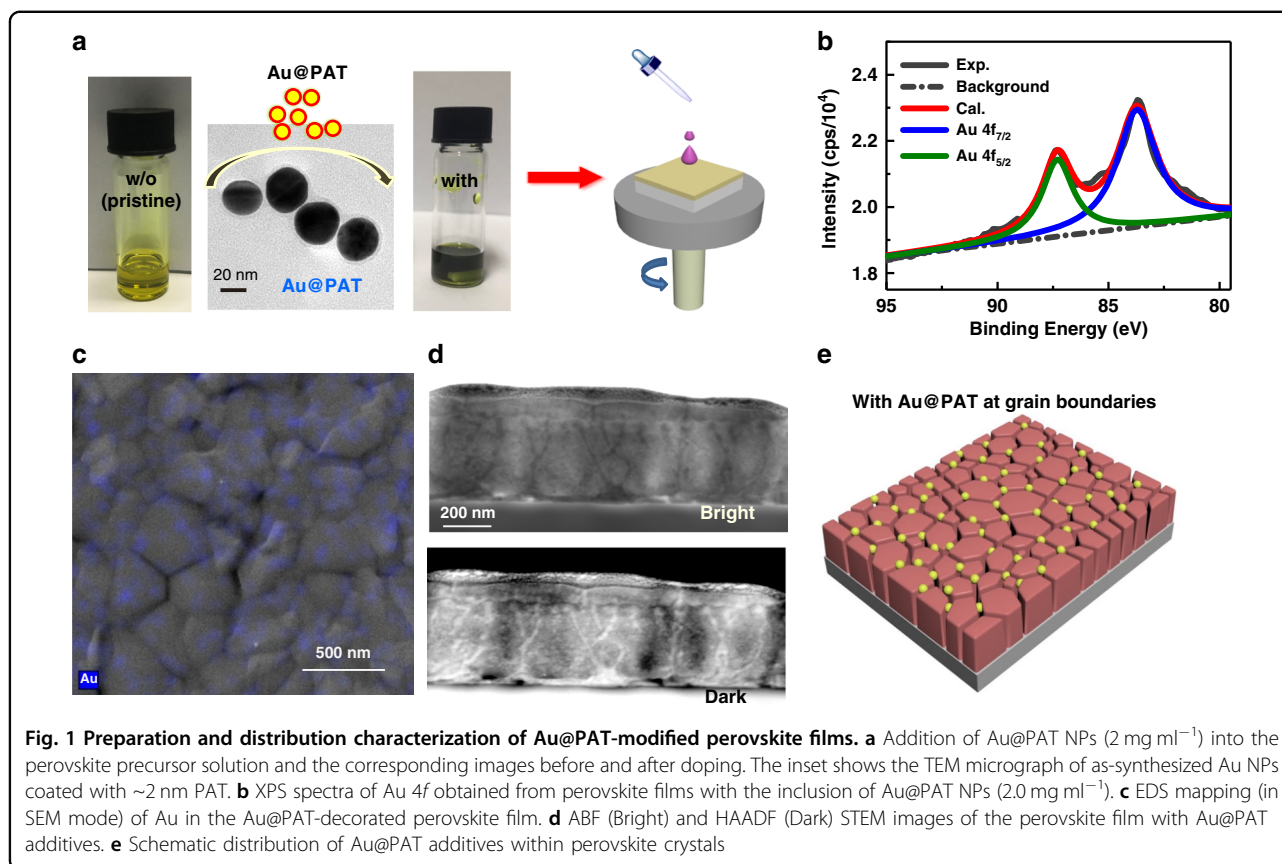 a
Au@PAT
w/o
(pristine)
with
20 nm
Au@PAT
b
Exp.
Background
Cal.
Au 4f7/2
Au 4f5/2
Intensity (cps/10^4)
2.4
2.2
2.0
1.8
95
90
85
80
Binding Energy (eV)
c
Au
500 nm
d
200 nm
Bright
Dark
e
With Au@PAT at grain boundaries
Fig. 1 Preparation and distribution characterization of Au@PAT-modified perovskite films. a Addition of Au@PAT NPs (2 mg ml−1) into the
perovskite precursor solution and the corresponding images before and after doping. The inset shows the TEM micrograph of as-synthesized Au NPs
coated with ~2 nm PAT. b XPS spectra of Au 4f obtained from perovskite films with the inclusion of Au@PAT NPs (2.0 mg ml−1). c EDS mapping (in
SEM mode) of Au in the Au@PAT-decorated perovskite film. d ABF (Bright) and HAADF (Dark) STEM images of the perovskite film with Au@PAT
additives. e Schematic distribution of Au@PAT additives within perovskite crystals